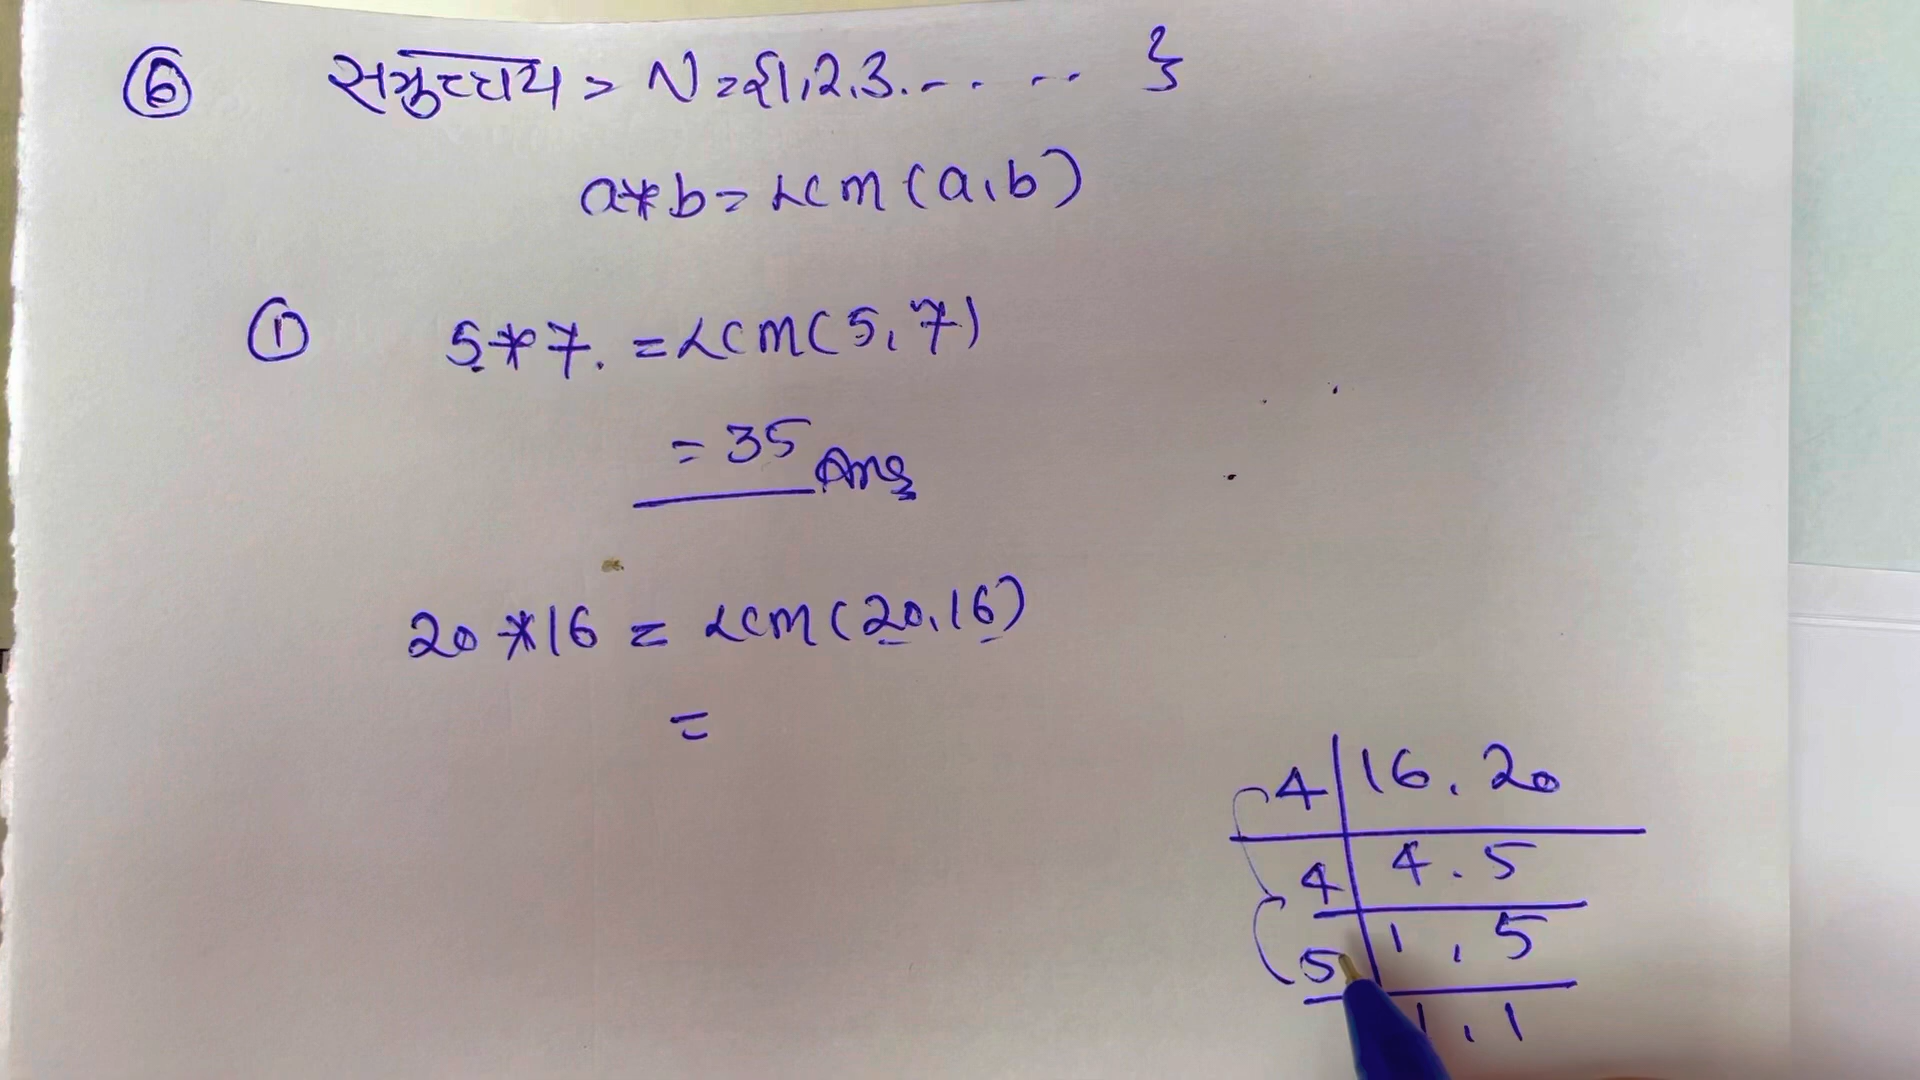 ⑥ समुच्चय = N = {1, 2, 3. - - - - - }
a*b = LCM (a, b)
① 5*7. = LCM (5, 7)
= 35 Ans
20 * 16 = LCM (20, 16)
=
4 | 16, 20
4 | 4. 5
5 | 1, 5
1, 1